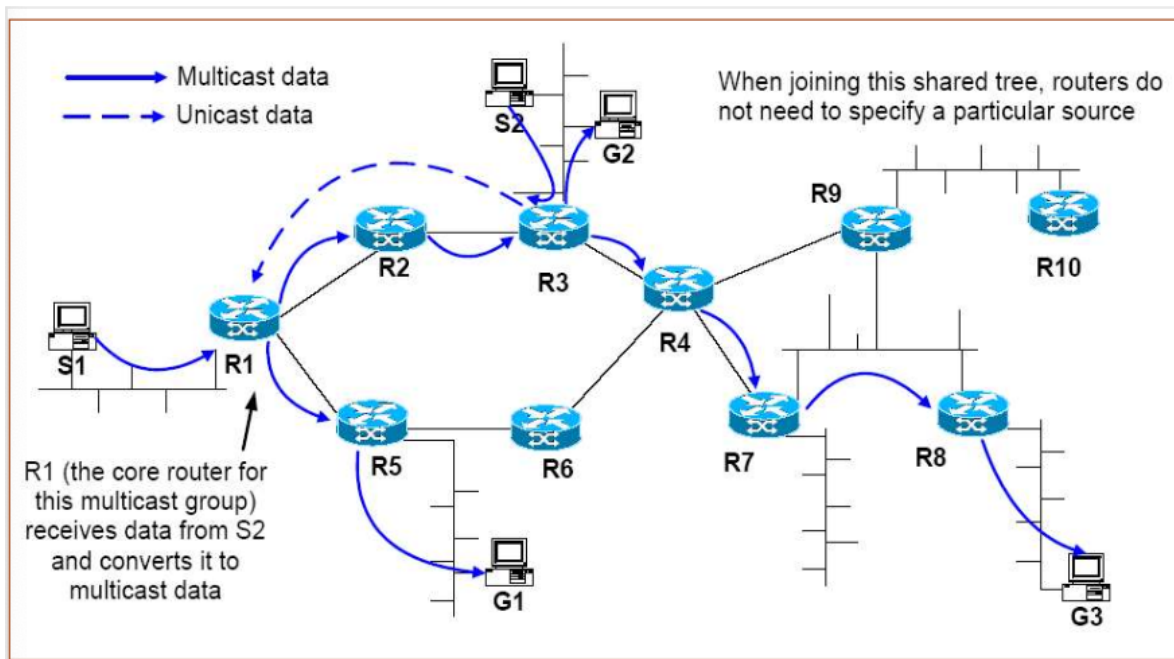 Multicast data
Unicast data
When joining this shared tree, routers do
not need to specify a particular source
S2
G2
R9
R2
R3
R10
S1
R1
R4
R5
R6
R7
R8
R1 (the core router for
this multicast group)
receives data from S2
and converts it to
multicast data
G1
G3